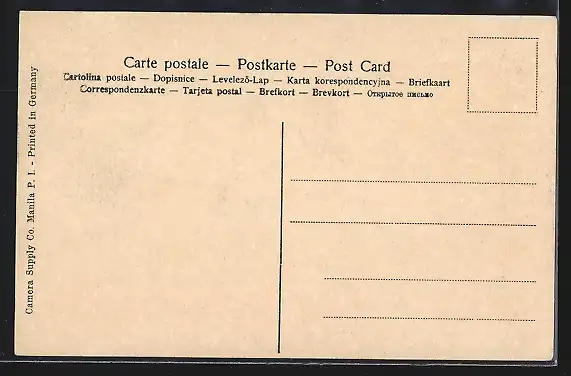 Carte postale — Postkarte — Post Card
Cartolina postale — Dopisnice — Levelező-Lap — Karta korespondencyjna — Briefkaart
Correspondenzkarte — Tarjeta postal — Brefkort — Brevkort — Открытое письмо
Camera Supply Co. Manila P. I. - Printed in Germany